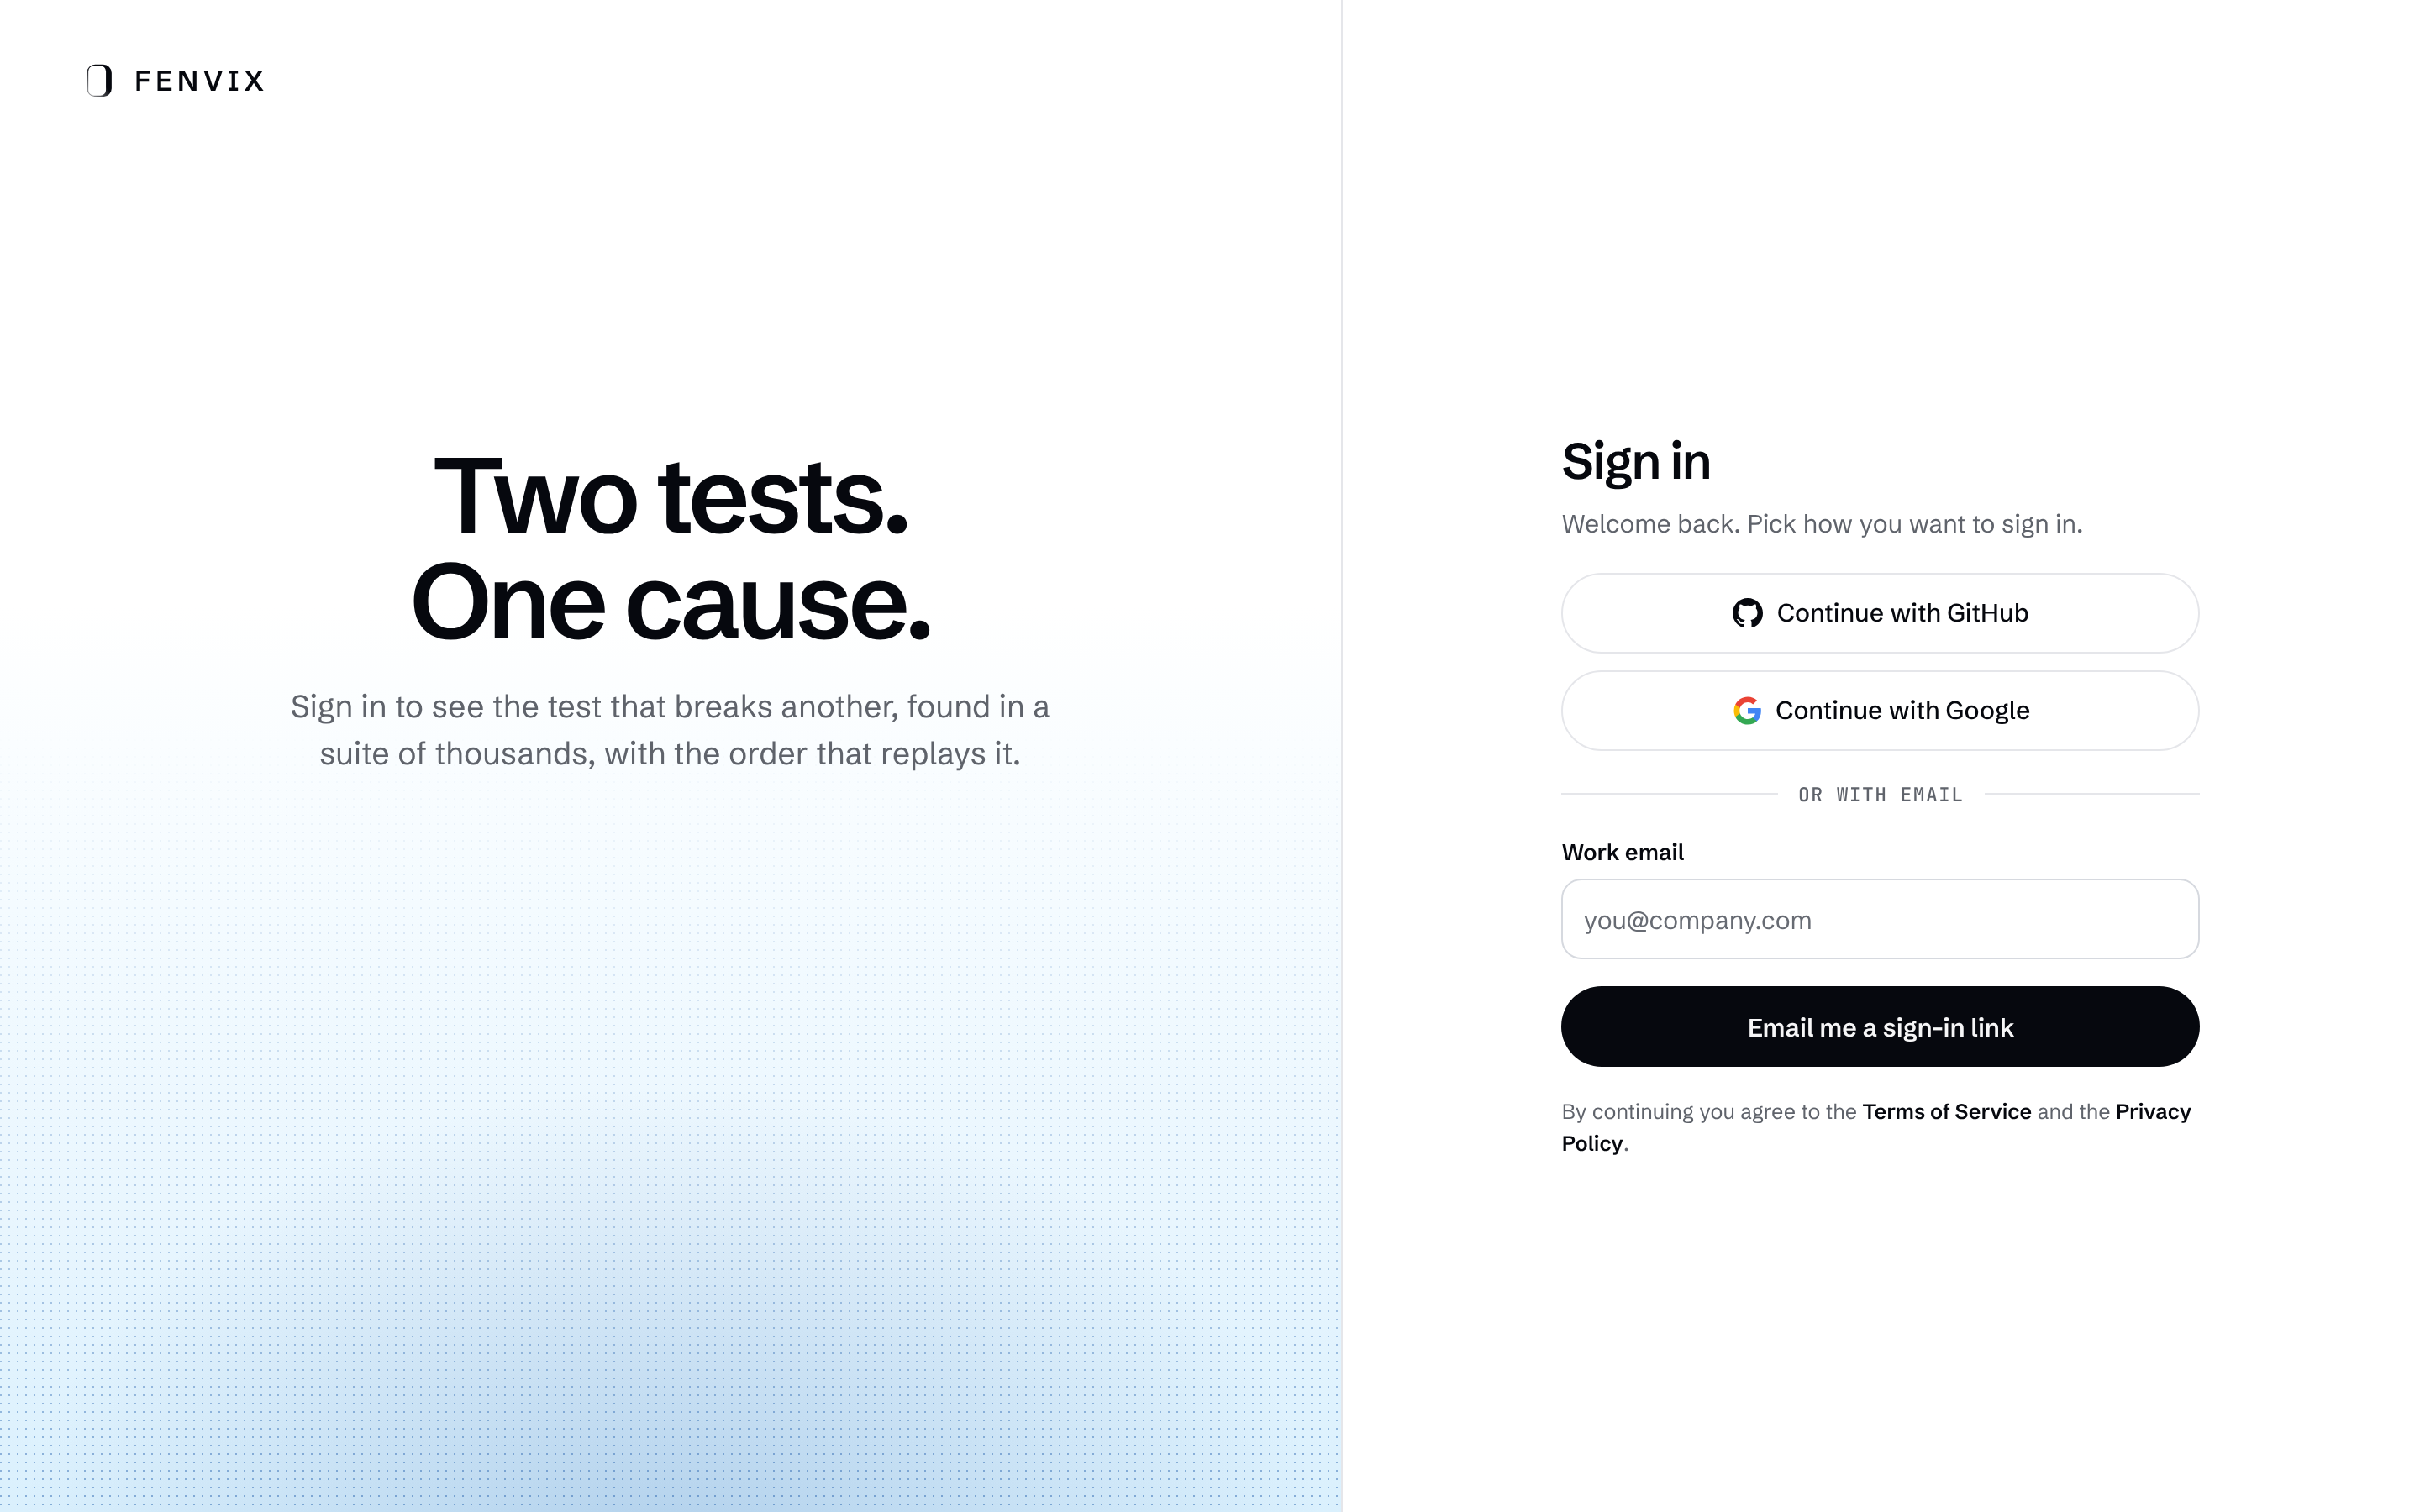 FENVIX
Two tests.
One cause.
Sign in to see the test that breaks another, found in a
suite of thousands, with the order that replays it.
Sign in
Welcome back. Pick how you want to sign in.
Continue with GitHub
Continue with Google
OR WITH EMAIL
Work email
you@company.com
Email me a sign-in link
By continuing you agree to the Terms of Service and the Privacy
Policy.